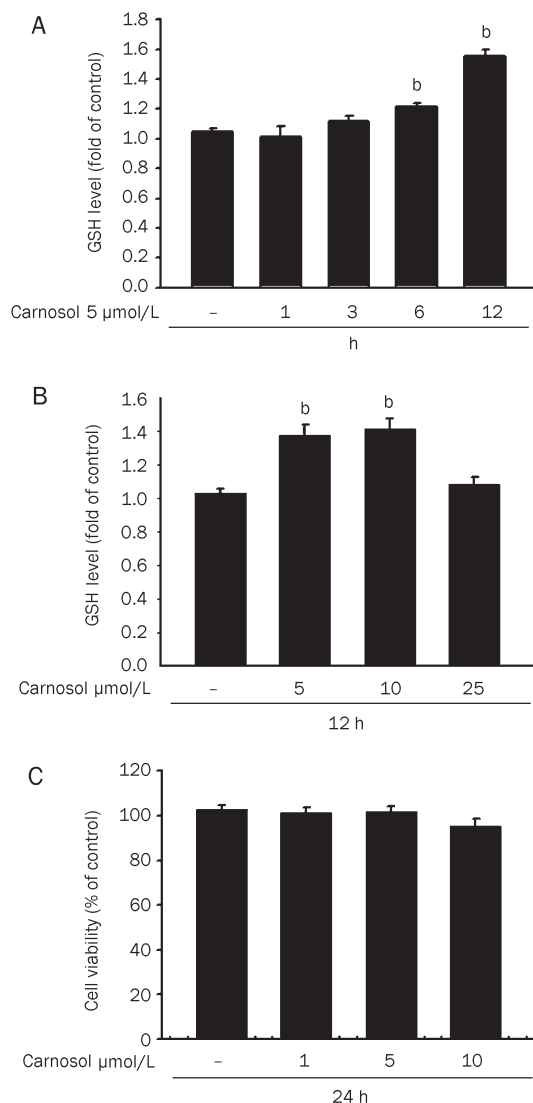 A
GSH level (fold of control)
1.8
1.6
1.4
1.2
1.0
0.8
0.6
0.4
0.2
0.0
b
b
Carnosol 5 μmol/L – 1 3 6 12
h
B
GSH level (fold of control)
1.6
1.4
1.2
1.0
0.8
0.6
0.4
0.2
0.0
b
b
Carnosol μmol/L – 5 10 25
12 h
C
Cell viability (% of control)
120
100
80
60
40
20
0
Carnosol μmol/L – 1 5 10
24 h